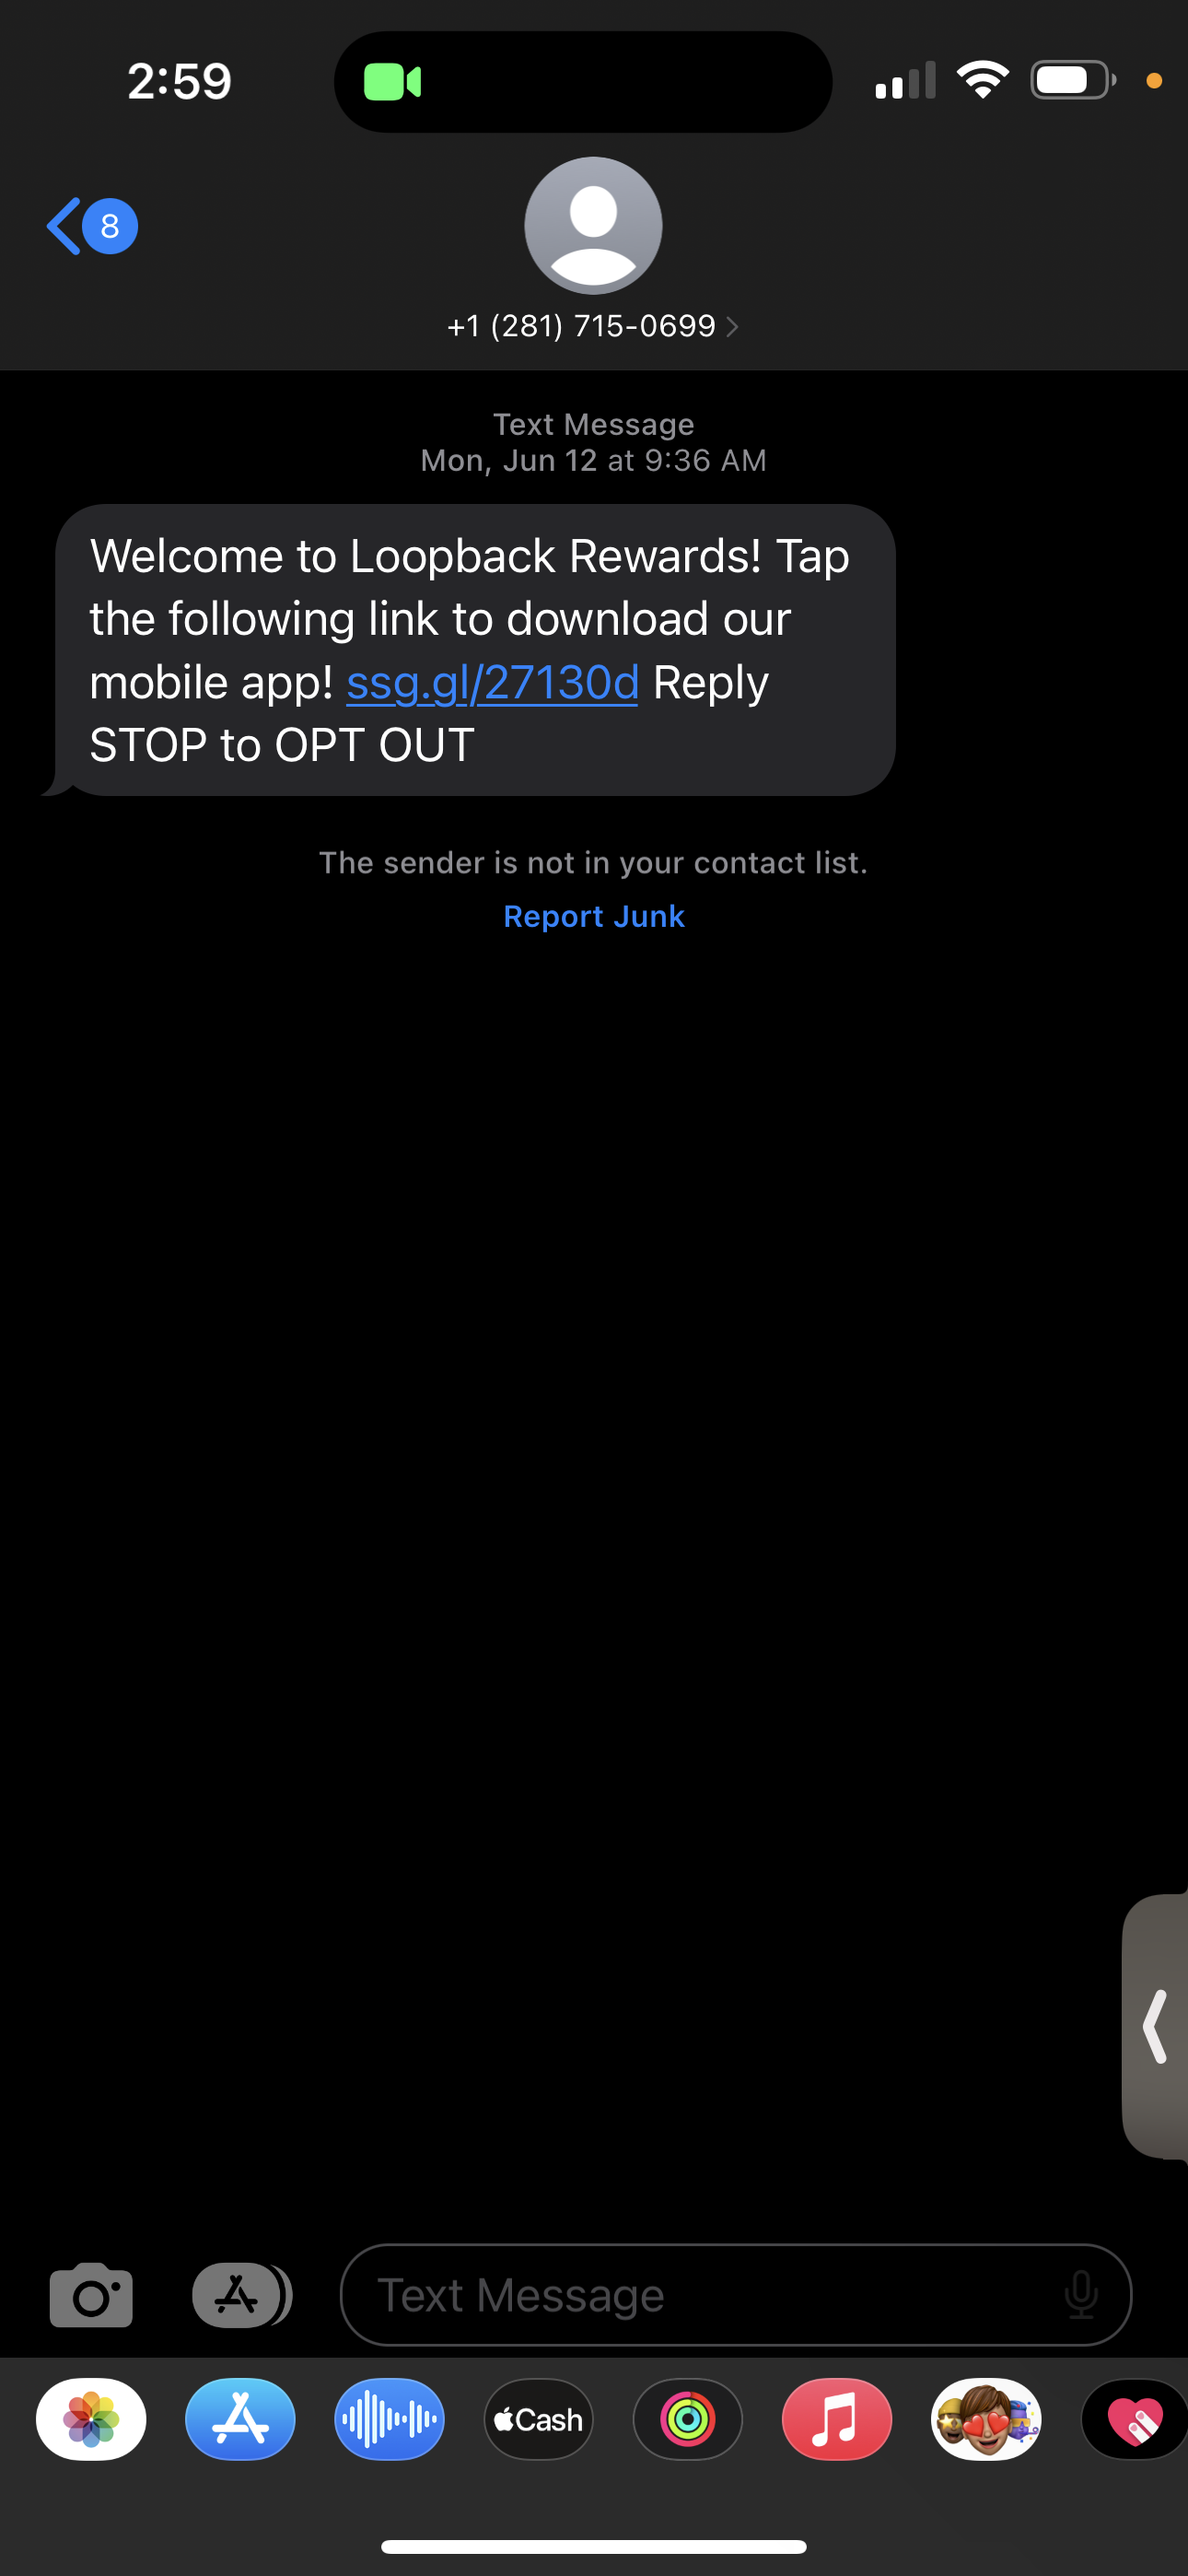 2:59
8
+1 (281) 715-0699
Text Message
Mon, Jun 12 at 9:36 AM
Welcome to Loopback Rewards! Tap
the following link to download our
mobile app! ssg.gl/27130d Reply
STOP to OPT OUT
The sender is not in your contact list.
Report Junk
Text Message
Cash